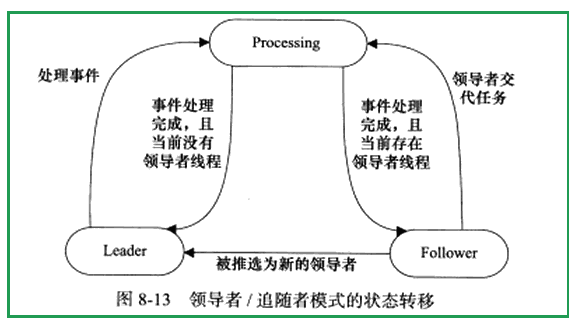 Processing
处理事件
领导者交
代任务
事件处理
完成，且
当前没有
领导者线程
事件处理
完成，且
当前存在
领导者线程
Leader
Follower
被推选为新的领导者
图 8-13 领导者 / 追随者模式的状态转移